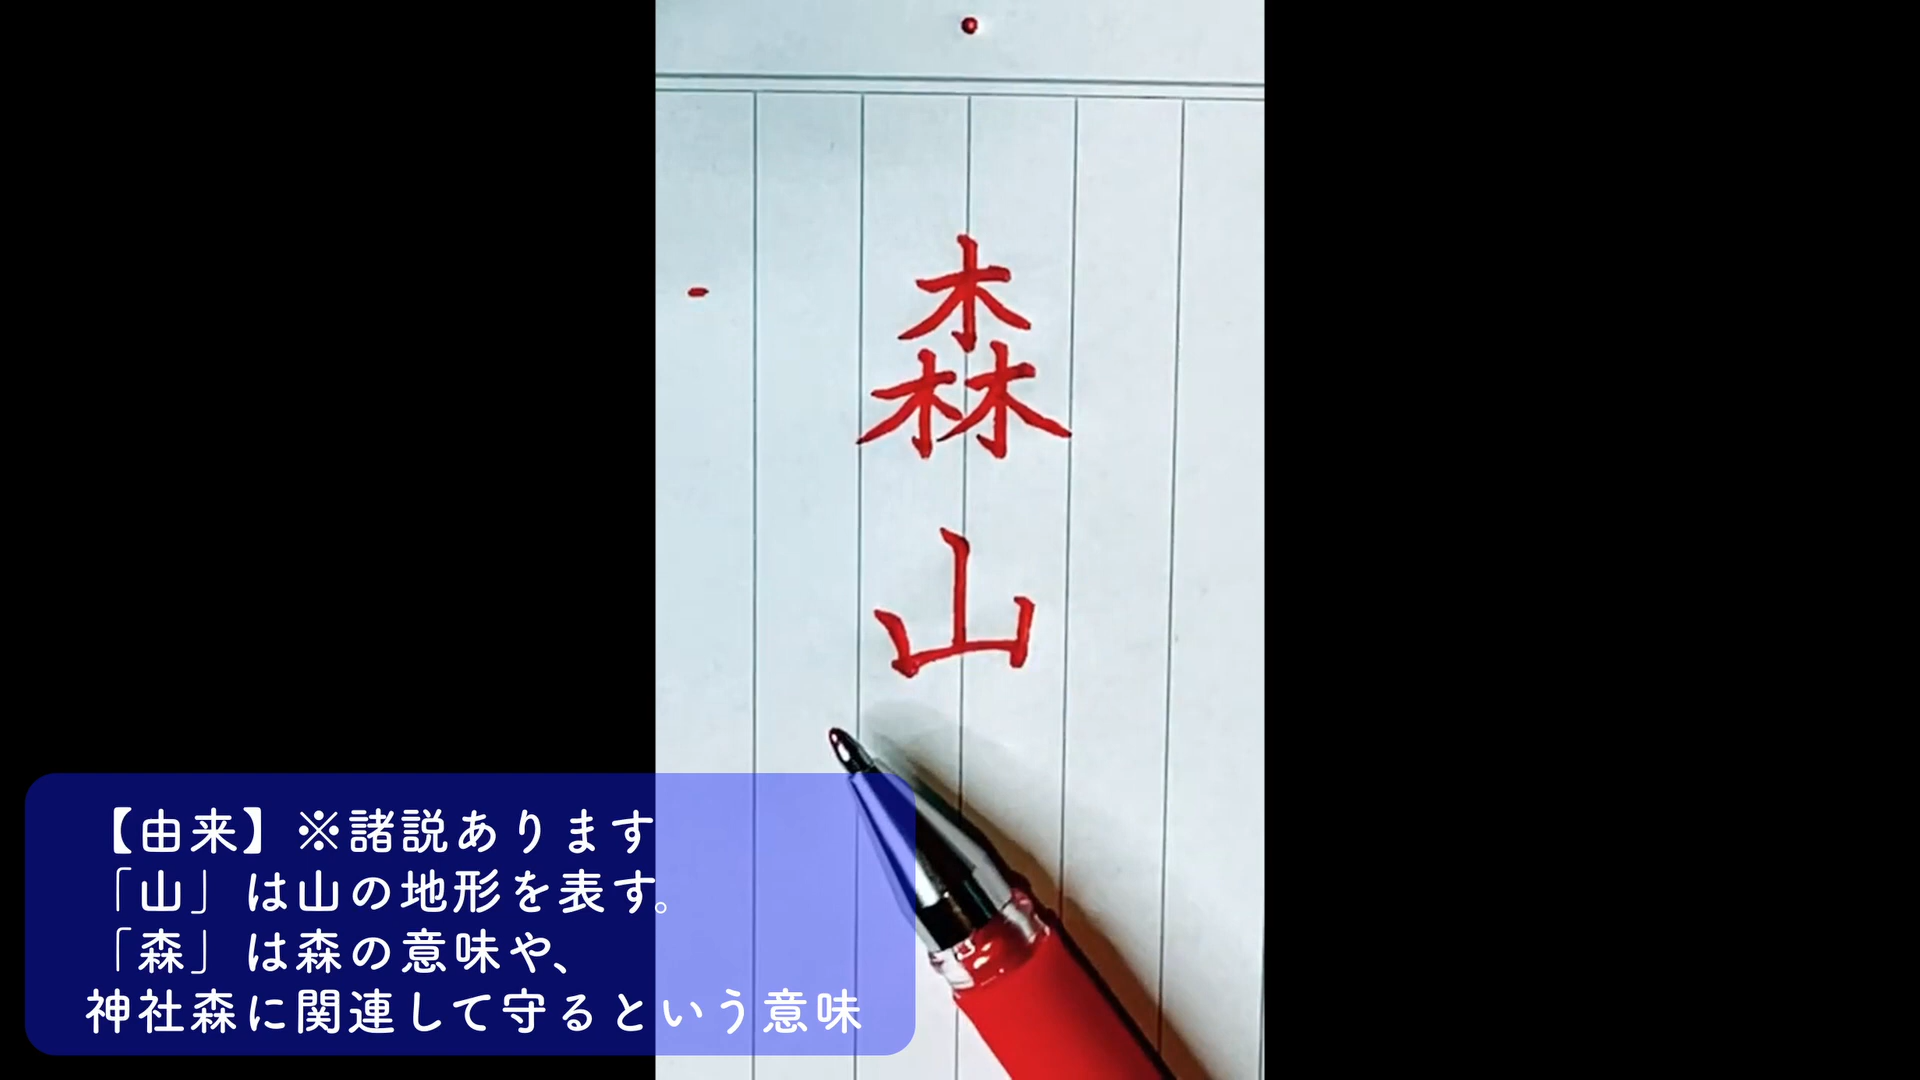 森山
【由来】※諸説あります
「山」は山の地形を表す。
「森」は森の意味や、
神社森に関連して守るという意味